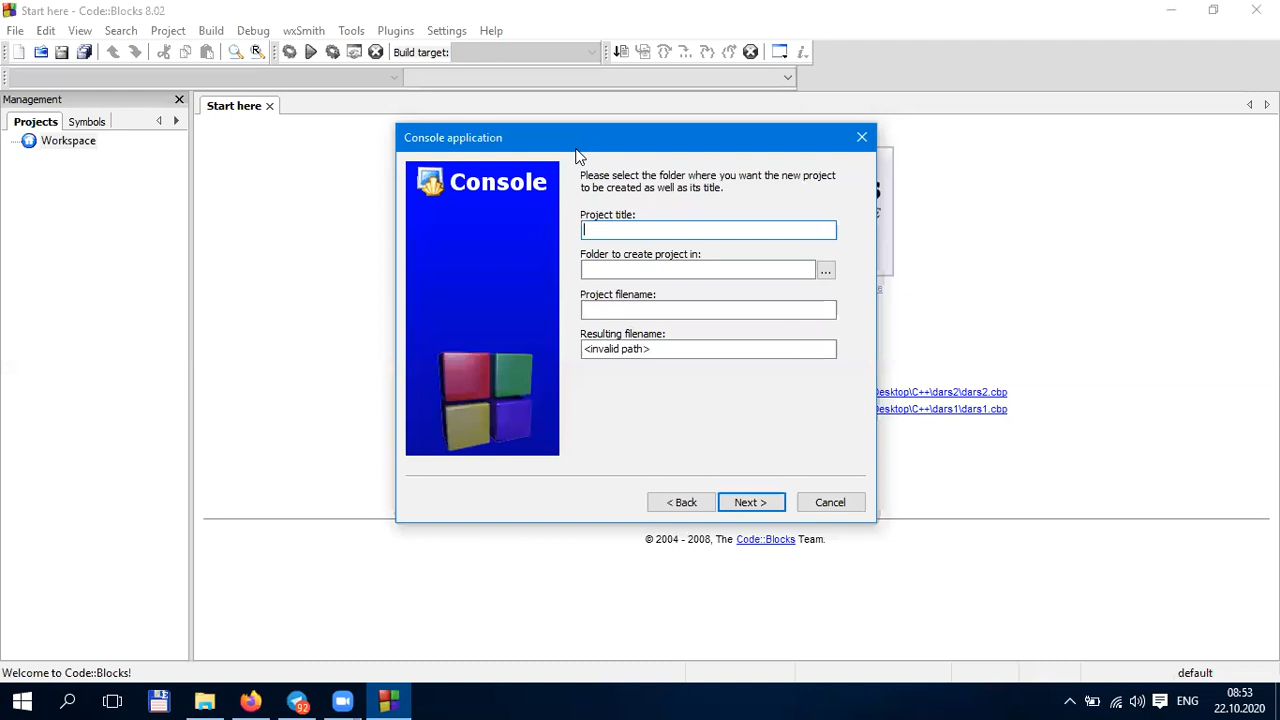 Start here - Code::Blocks 8.02
File Edit View Search Project Build Debug wxSmith Tools Plugins Settings Help
Build target:
Management
Start here
Projects Symbols
Workspace
Console application
Console
Please select the folder where you want the new project
to be created as well as its title.
Project title:
Folder to create project in:
...
Project filename:
Resulting filename:
<invalid path>
esktop\C++\dars2\dars2.cbp
esktop\C++\dars1\dars1.cbp
< Back Next > Cancel
© 2004 - 2008, The Code::Blocks Team.
Welcome to Code::Blocks!
default
92
ENG
08:53
22.10.2020